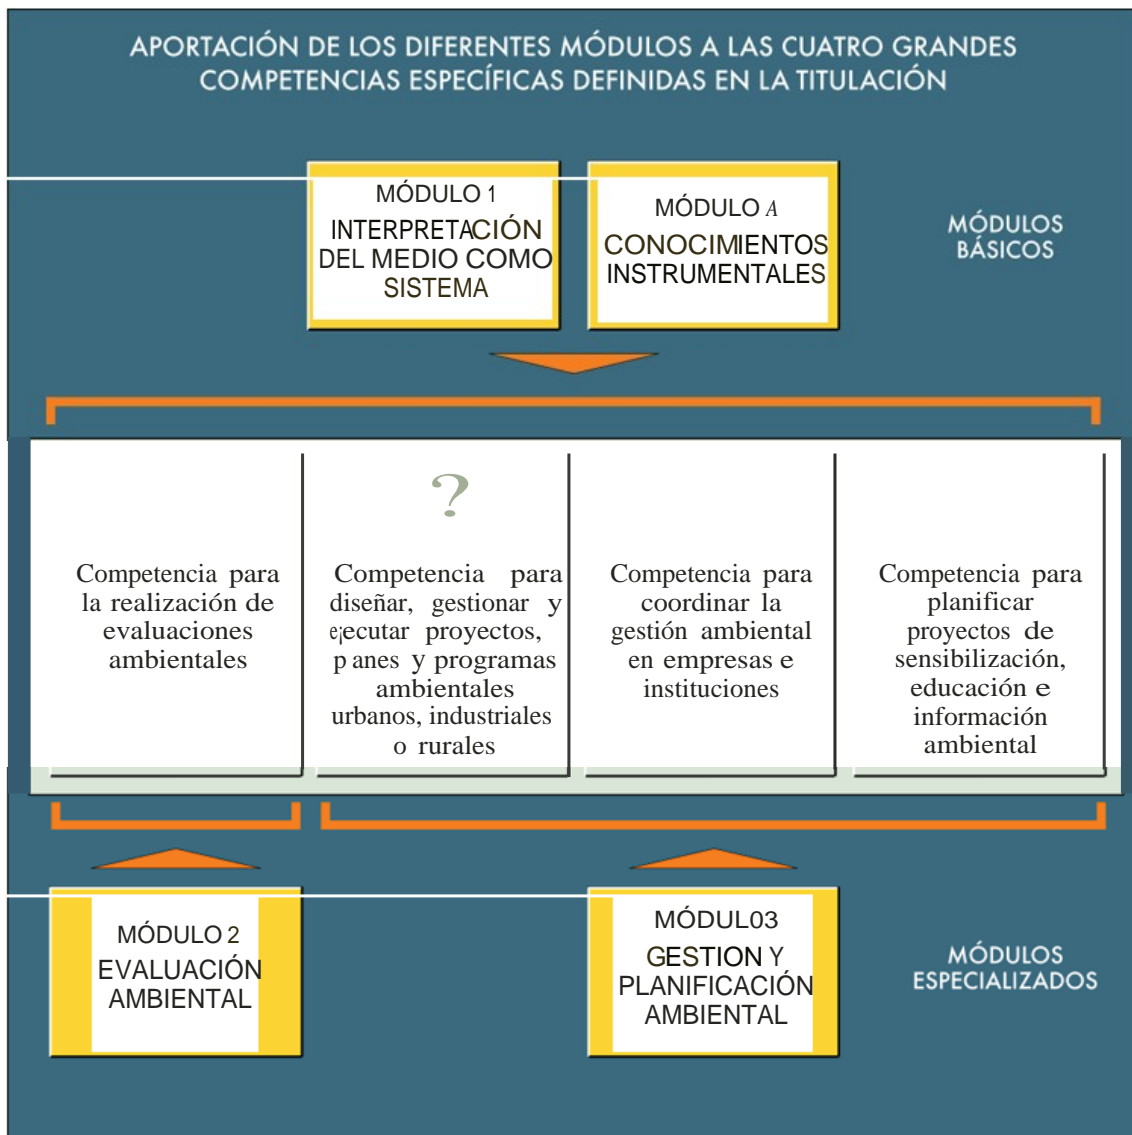 APORTACIÓN DE LOS DIFERENTES MÓDULOS A LAS CUATRO GRANDES
COMPETENCIAS ESPECÍFICAS DEFINIDAS EN LA TITULACIÓN
MÓDULO 1
INTERPRETACIÓN
DEL MEDIO COMO
SISTEMA
MÓDULO A
CONOCIMIENTOS
INSTRUMENTALES
MÓDULOS
BÁSICOS
Competencia para
la realización de
evaluaciones
ambientales
?
Competencia para
diseñar, gestionar y
e¡ecutar proyectos,
p anes y programas
ambientales
urbanos, industriales
o rurales
Competencia para
coordinar la
gestión ambiental
en empresas e
instituciones
Competencia para
planificar
proyectos de
sensibilización,
educación e
información
ambiental
MÓDULO 2
EVALUACIÓN
AMBIENTAL
MÓDUL03
GESTION Y
PLANIFICACIÓN
AMBIENTAL
MÓDULOS
ESPECIALIZADOS